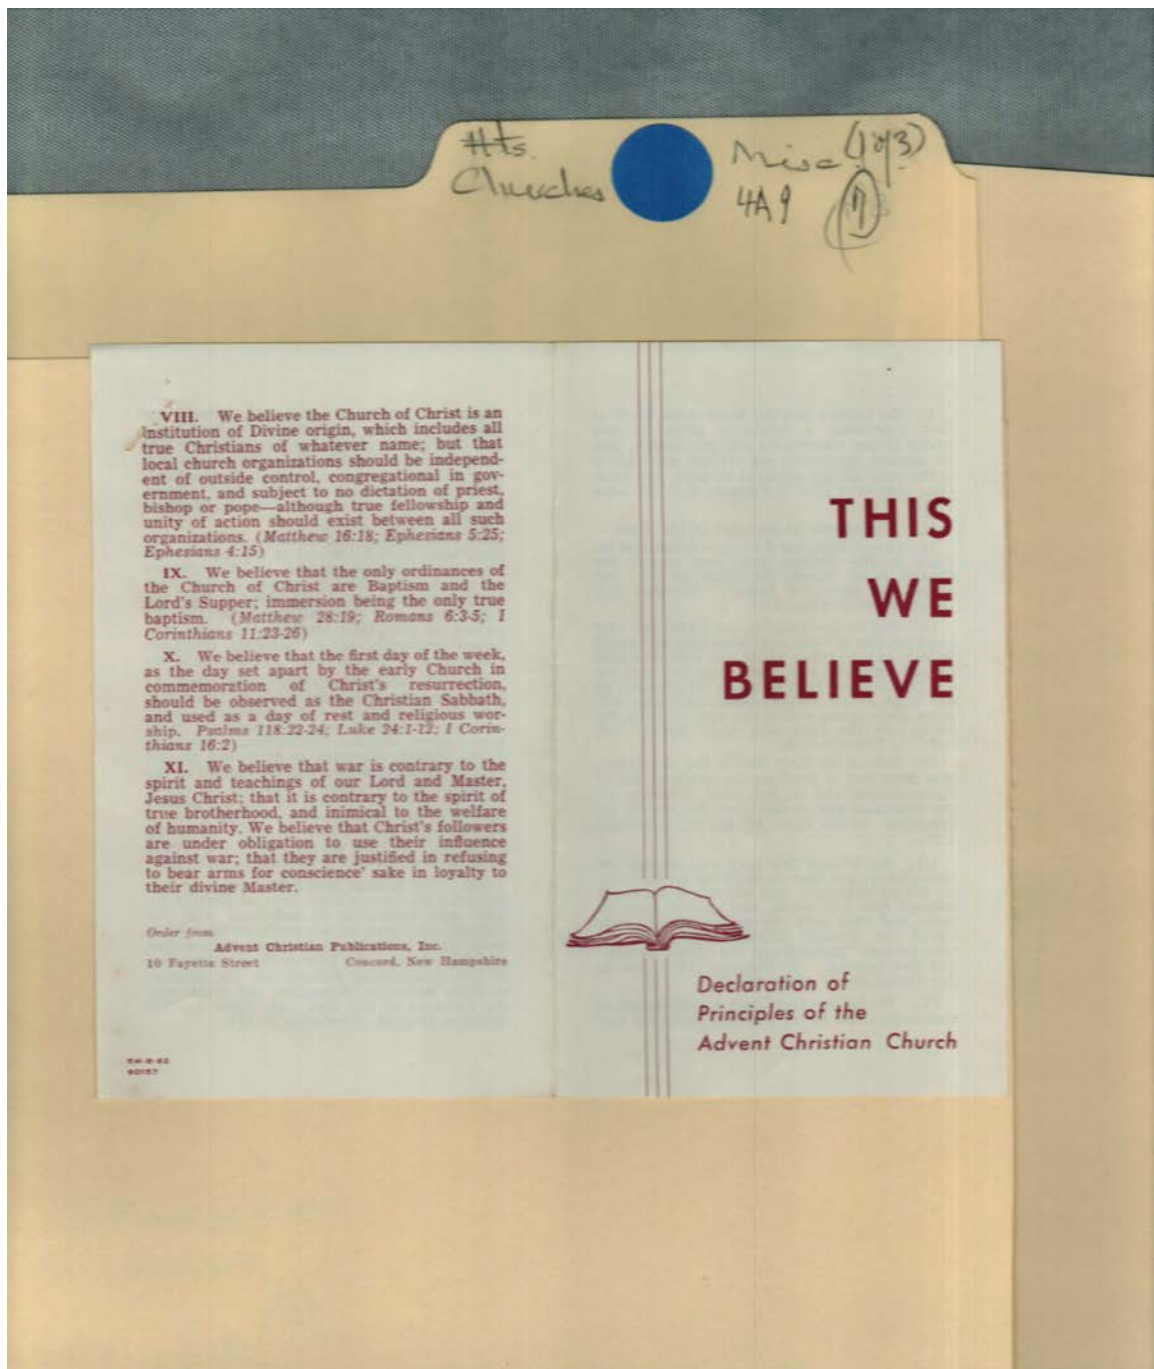 Hts. Misc (1 of 3)
Churches 4A9 7
VIII. We believe the Church of Christ is an
institution of Divine origin, which includes all
true Christians of whatever name; but that
local church organizations should be independ-
ent of outside control, congregational in gov-
ernment, and subject to no dictation of priest,
bishop or pope—although true fellowship and
unity of action should exist between all such
organizations. (Matthew 16:18; Ephesians 5:25;
Ephesians 4:15)
IX. We believe that the only ordinances of
the Church of Christ are Baptism and the
Lord's Supper; immersion being the only true
baptism. (Matthew 28:19; Romans 6:3-5; I
Corinthians 11:23-26)
X. We believe that the first day of the week,
as the day set apart by the early Church in
commemoration of Christ's resurrection,
should be observed as the Christian Sabbath,
and used as a day of rest and religious wor-
ship. Psalms 118:22-24; Luke 24:1-12; I Corin-
thians 16:2)
XI. We believe that war is contrary to the
spirit and teachings of our Lord and Master,
Jesus Christ; that it is contrary to the spirit of
true brotherhood, and inimical to the welfare
of humanity. We believe that Christ's followers
are under obligation to use their influence
against war; that they are justified in refusing
to bear arms for conscience' sake in loyalty to
their divine Master.
Order from
Advent Christian Publications, Inc.
10 Fayette Street Concord, New Hampshire
THIS
WE
BELIEVE
Declaration of
Principles of the
Advent Christian Church